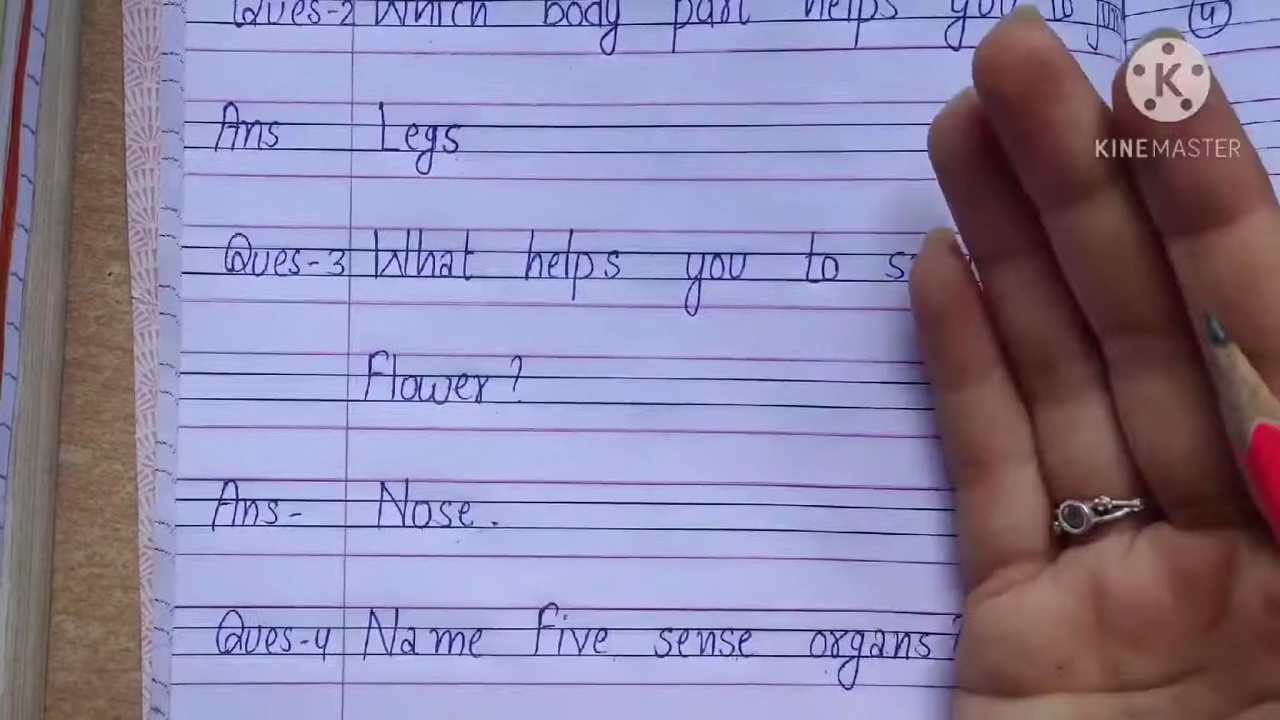 Ques-2 Which body part helps you to
4
K
KINEMASTER
Ans Legs
Ques-3 What helps you to
Flower?
Ans- Nose.
Ques-4 Name Five sense organs?